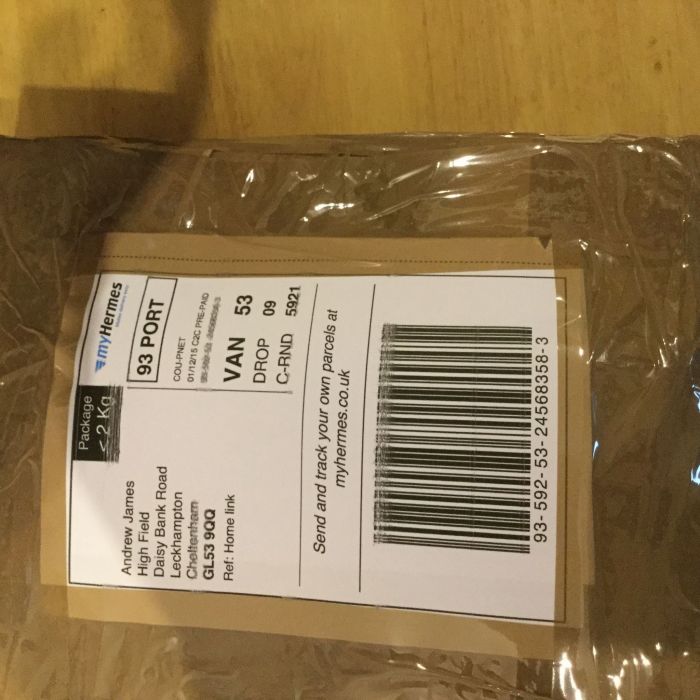 Package
< 2 Kg
myHermes
Andrew James
High Field
Daisy Bank Road
Leckhampton
Cheltenham
GL53 9QQ
Ref: Home link
93 PORT
COU-PNET
01/12/15 C2C PRE-PAID
VAN 53
DROP 09
C-RND 5921
Send and track your own parcels at
myhermes.co.uk
93-592-53-24568358-3